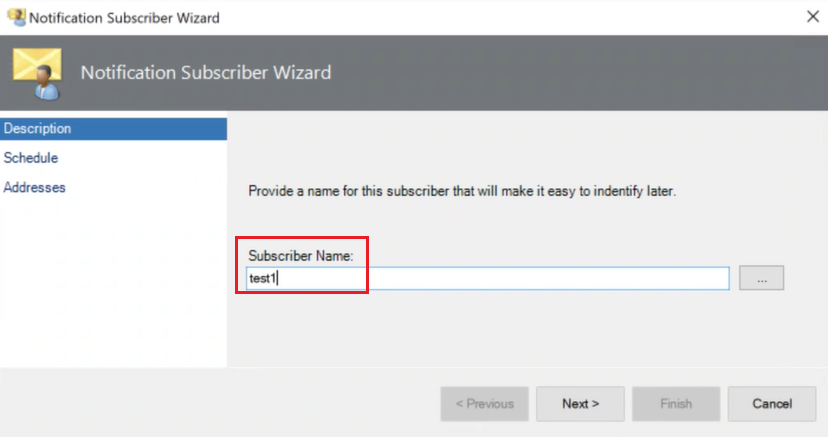 Notification Subscriber Wizard
Notification Subscriber Wizard
Description
Schedule
Addresses
Provide a name for this subscriber that will make it easy to indentify later.
Subscriber Name:
test1
...
< Previous
Next >
Finish
Cancel